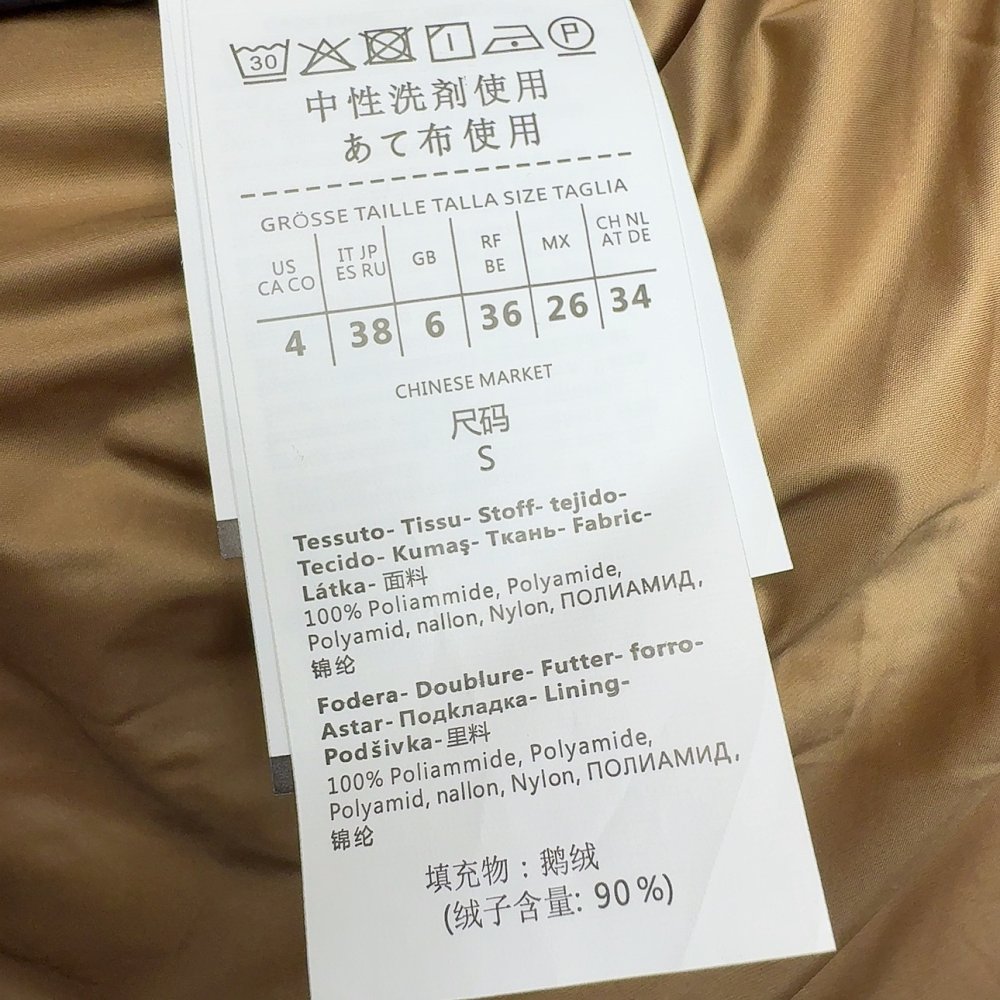 30 P
中性洗剤使用
あて布使用
GRÖSSE TAILLE TALLA SIZE TAGLIA
US CA CO
IT JP ES RU
GB
RF BE
MX
CH NL AT DE
4 38 6 36 26 34
CHINESE MARKET
尺码
S
Tessuto- Tissu- Stoff- tejido-
Tecido- Kumaş- Ткань- Fabric-
Látka- 面料
100% Poliammide, Polyamide,
Polyamid, nallon, Nylon, ПОЛИАМИД,
锦纶
Fodera- Doublure- Futter- forro-
Astar- Подкладка- Lining-
Podšivka- 里料
100% Poliammide, Polyamide,
Polyamid, nallon, Nylon, ПОЛИАМИД,
锦纶
填充物：鹅绒
(绒子含量: 90%)